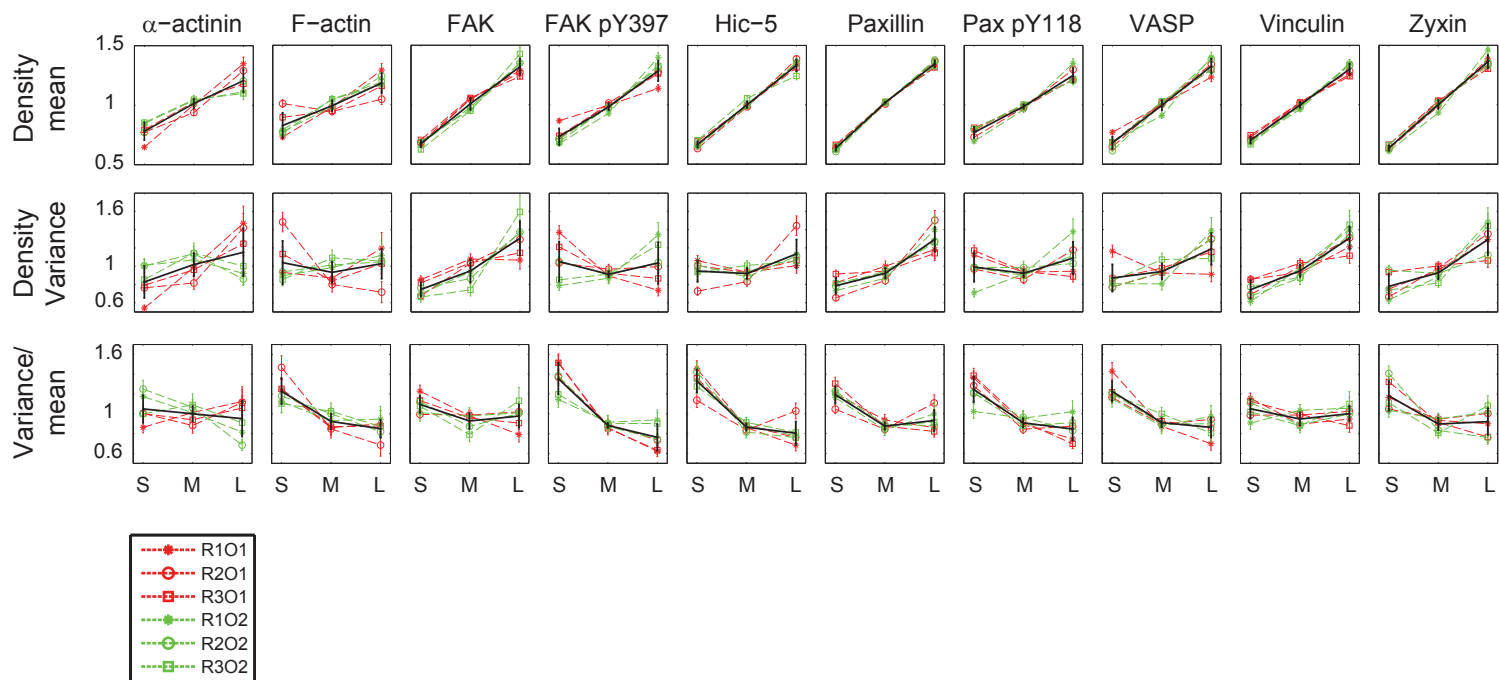 α−actinin F−actin FAK FAK pY397 Hic-5 Paxillin Pax pY118 VASP Vinculin Zyxin
Density
mean
1.5
1
0.5
Density
Variance
1.6
1
0.6
Variance/
mean
1.6
1
0.6
S M L S M L S M L S M L S M L S M L S M L S M L S M L S M L
R1O1
R2O1
R3O1
R1O2
R2O2
R3O2